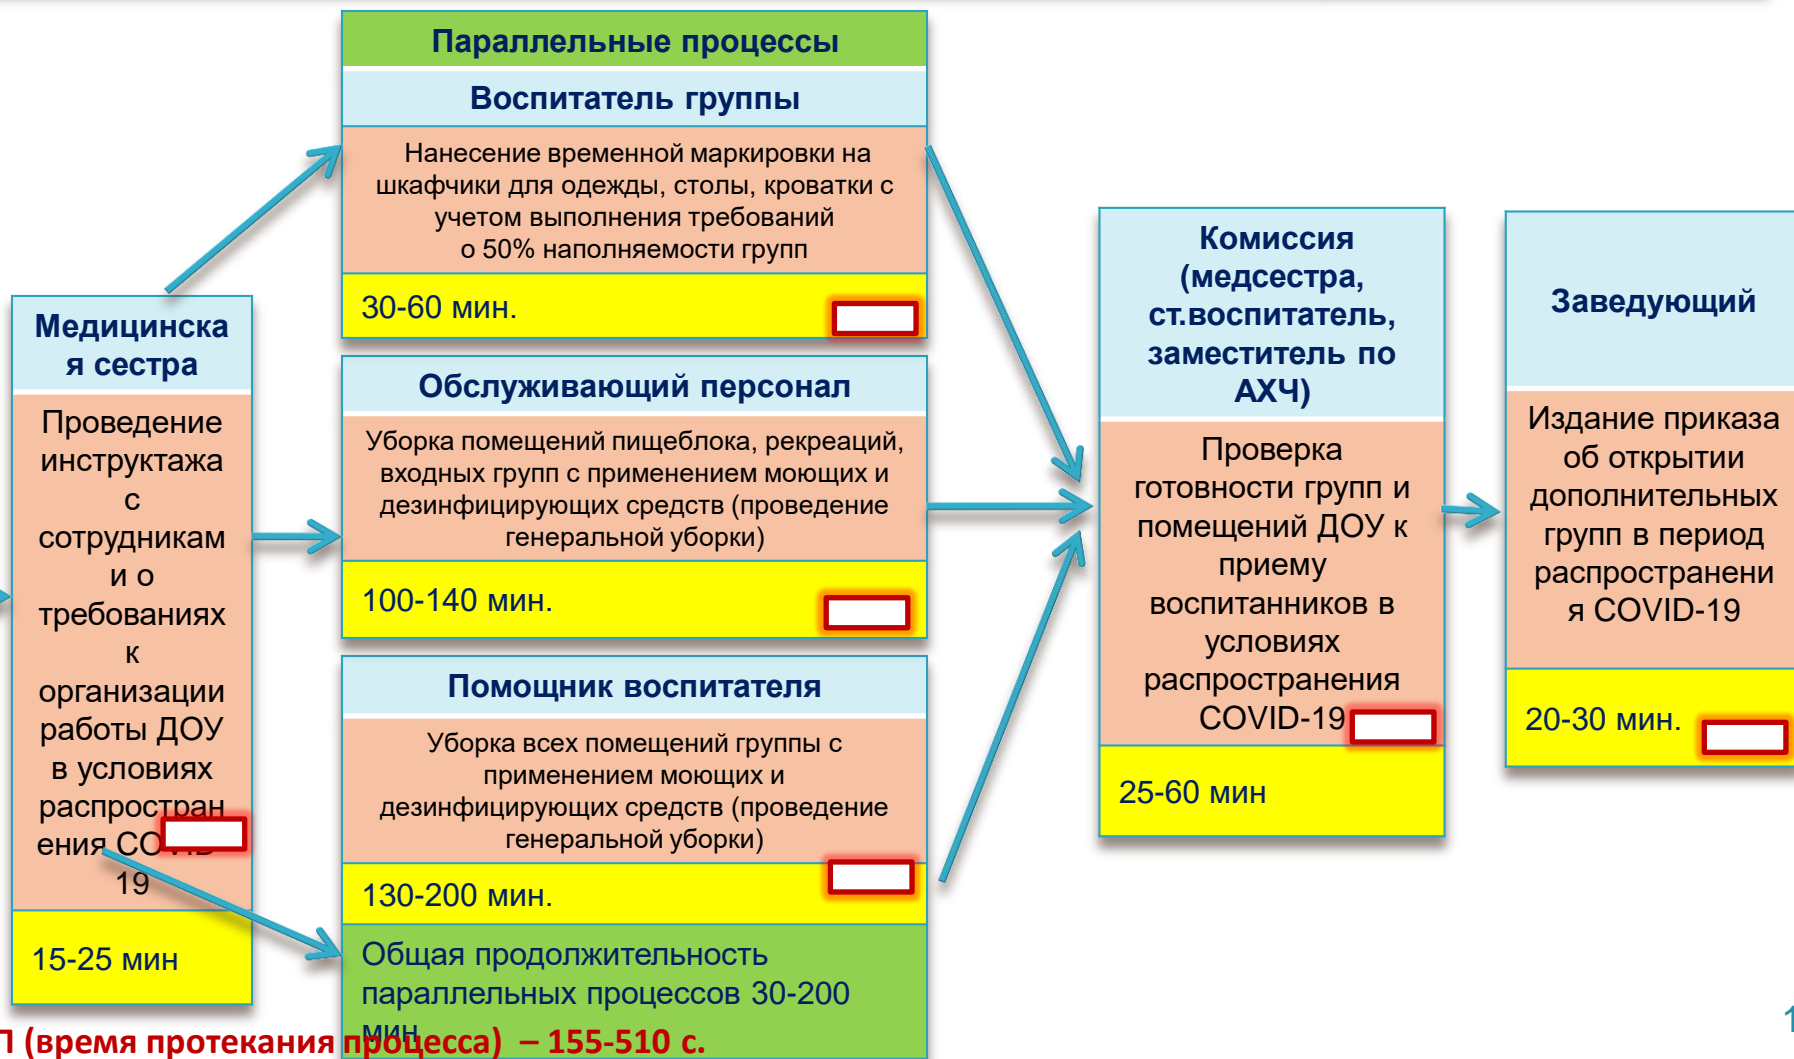 Медицинска
я сестра
Проведение
инструктажа
с
сотрудникам
и о
требованиях
к
организации
работы ДОУ
в условиях
распростран
ения COVID-
19
15-25 мин
Параллельные процессы
Воспитатель группы
Нанесение временной маркировки на
шкафчики для одежды, столы, кроватки с
учетом выполнения требований
о 50% наполняемости групп
30-60 мин.
Обслуживающий персонал
Уборка помещений пищеблока, рекреаций,
входных групп с применением моющих и
дезинфицирующих средств (проведение
генеральной уборки)
100-140 мин.
Помощник воспитателя
Уборка всех помещений группы с
применением моющих и
дезинфицирующих средств (проведение
генеральной уборки)
130-200 мин.
Общая продолжительность
параллельных процессов 30-200
мин
Комиссия
(медсестра,
ст.воспитатель,
заместитель по
АХЧ)
Проверка
готовности групп и
помещений ДОУ к
приему
воспитанников в
условиях
распространения
COVID-19
25-60 мин
Заведующий
Издание приказа
об открытии
дополнительных
групп в период
распространени
я COVID-19
20-30 мин.
П (время протекания процесса) – 155-510 с.
1